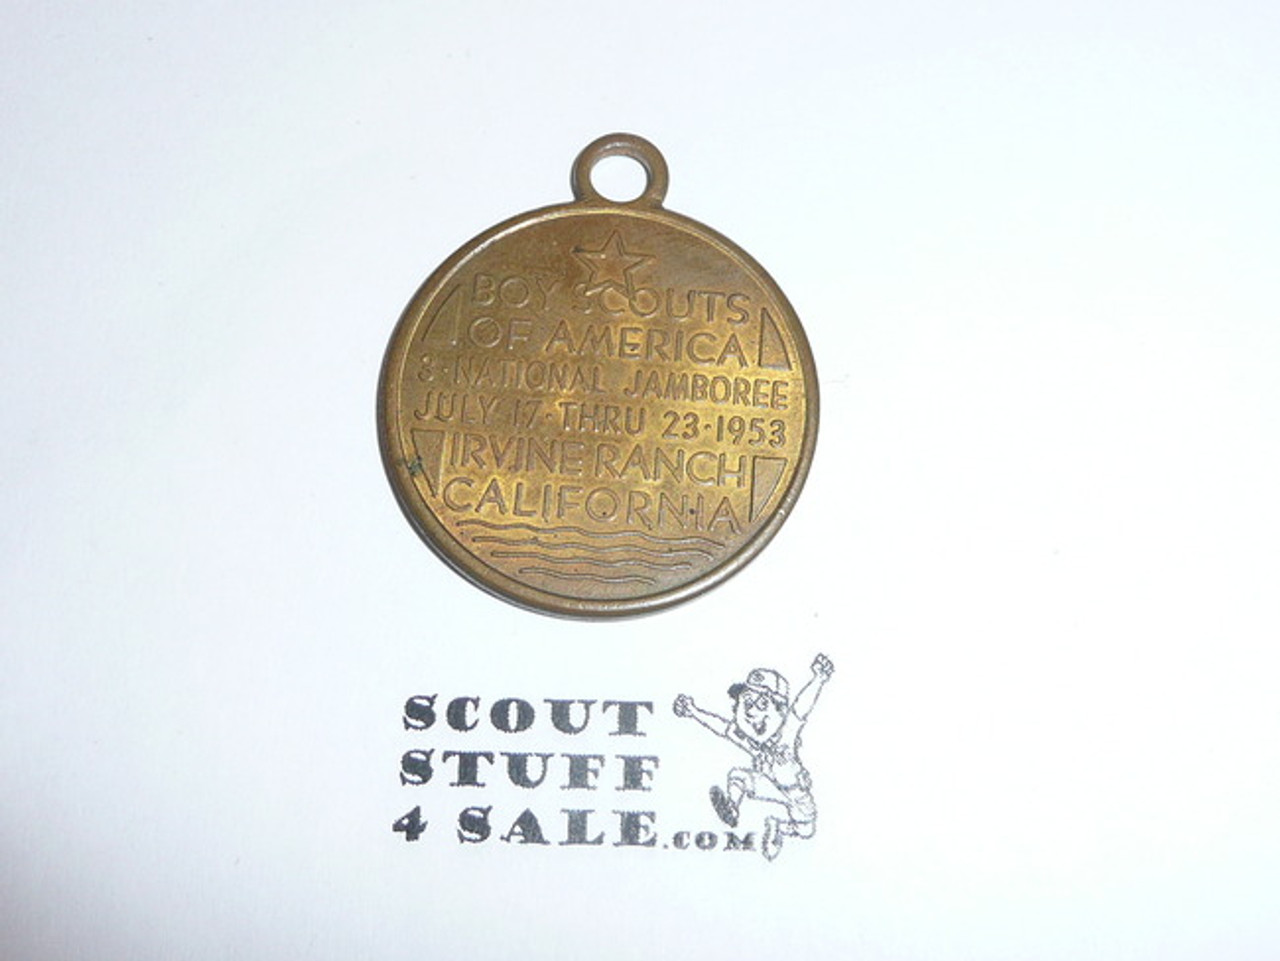 BOY SCOUTS
OF AMERICA
3·NATIONAL JAMBOREE
JULY 17·THRU 23·1953
IRVINE RANCH
CALIFORNIA
SCOUT
STUFF
4 SALE.COM